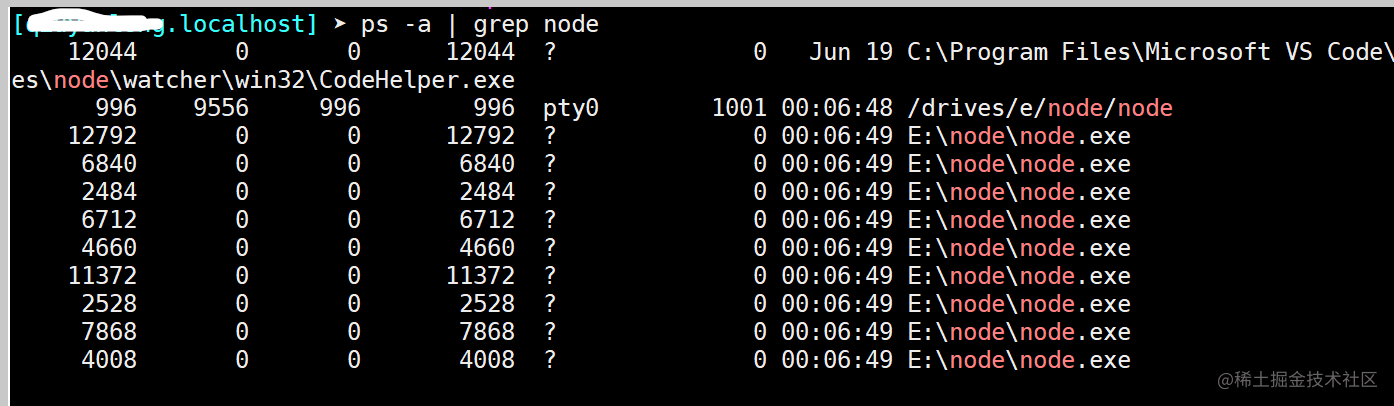 [ng.localhost] ➤ ps -a | grep node
12044 0 0 12044 ? 0 Jun 19 C:\Program Files\Microsoft VS Code\
es\node\watcher\win32\CodeHelper.exe
996 9556 996 996 pty0 1001 00:06:48 /drives/e/node/node
12792 0 0 12792 ? 0 00:06:49 E:\node\node.exe
6840 0 0 6840 ? 0 00:06:49 E:\node\node.exe
2484 0 0 2484 ? 0 00:06:49 E:\node\node.exe
6712 0 0 6712 ? 0 00:06:49 E:\node\node.exe
4660 0 0 4660 ? 0 00:06:49 E:\node\node.exe
11372 0 0 11372 ? 0 00:06:49 E:\node\node.exe
2528 0 0 2528 ? 0 00:06:49 E:\node\node.exe
7868 0 0 7868 ? 0 00:06:49 E:\node\node.exe
4008 0 0 4008 ? 0 00:06:49 E:\node\node.exe
@稀土掘金技术社区